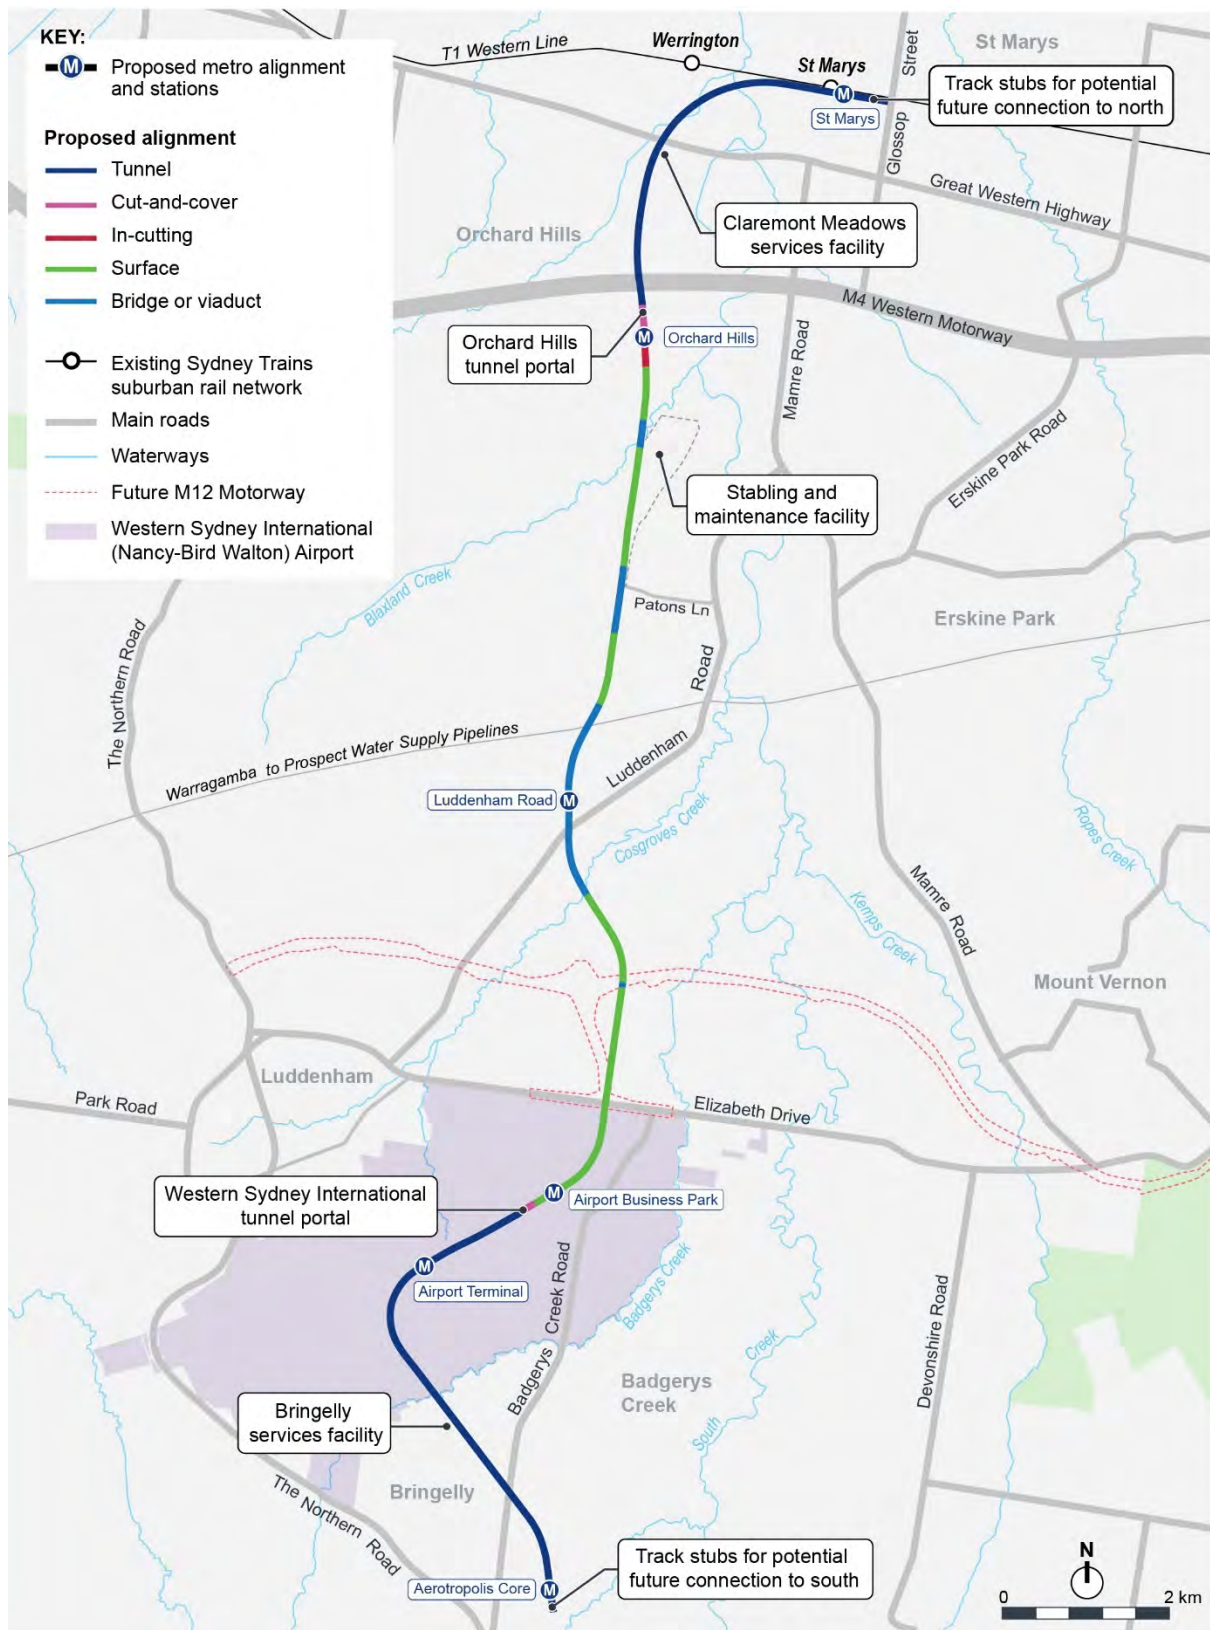 KEY:
M
Proposed metro alignment
and stations
Proposed alignment
Tunnel
Cut-and-cover
In-cutting
Surface
Bridge or viaduct
Existing Sydney Trains
suburban rail network
Main roads
Waterways
Future M12 Motorway
Western Sydney International
(Nancy-Bird Walton) Airport
T1 Western Line
Werrington
St Marys
St Marys
Glossop Street
M
St Marys
Track stubs for potential
future connection to north
Great Western Highway
Orchard Hills
Claremont Meadows
services facility
M4 Western Motorway
Orchard Hills
tunnel portal
M
Orchard Hills
Mamre Road
Erskine Park Road
Stabling and
maintenance facility
Blaxland Creek
Patons Ln
Erskine Park
The Northern Road
Luddenham Road
Warragamba to Prospect Water Supply Pipelines
Luddenham Road
M
Cosgroves Creek
Ropes Creek
Kemps Creek
Mamre Road
Mount Vernon
Luddenham
Park Road
Elizabeth Drive
Western Sydney International
tunnel portal
M
Airport Business Park
M
Airport Terminal
Badgerys Creek Road
Badgerys Creek
Devonshire Road
Badgerys
Creek
South Creek
Bringelly
services facility
Bringelly
The Northern Road
Track stubs for potential
future connection to south
Aerotropolis Core
M
N
0
2 km